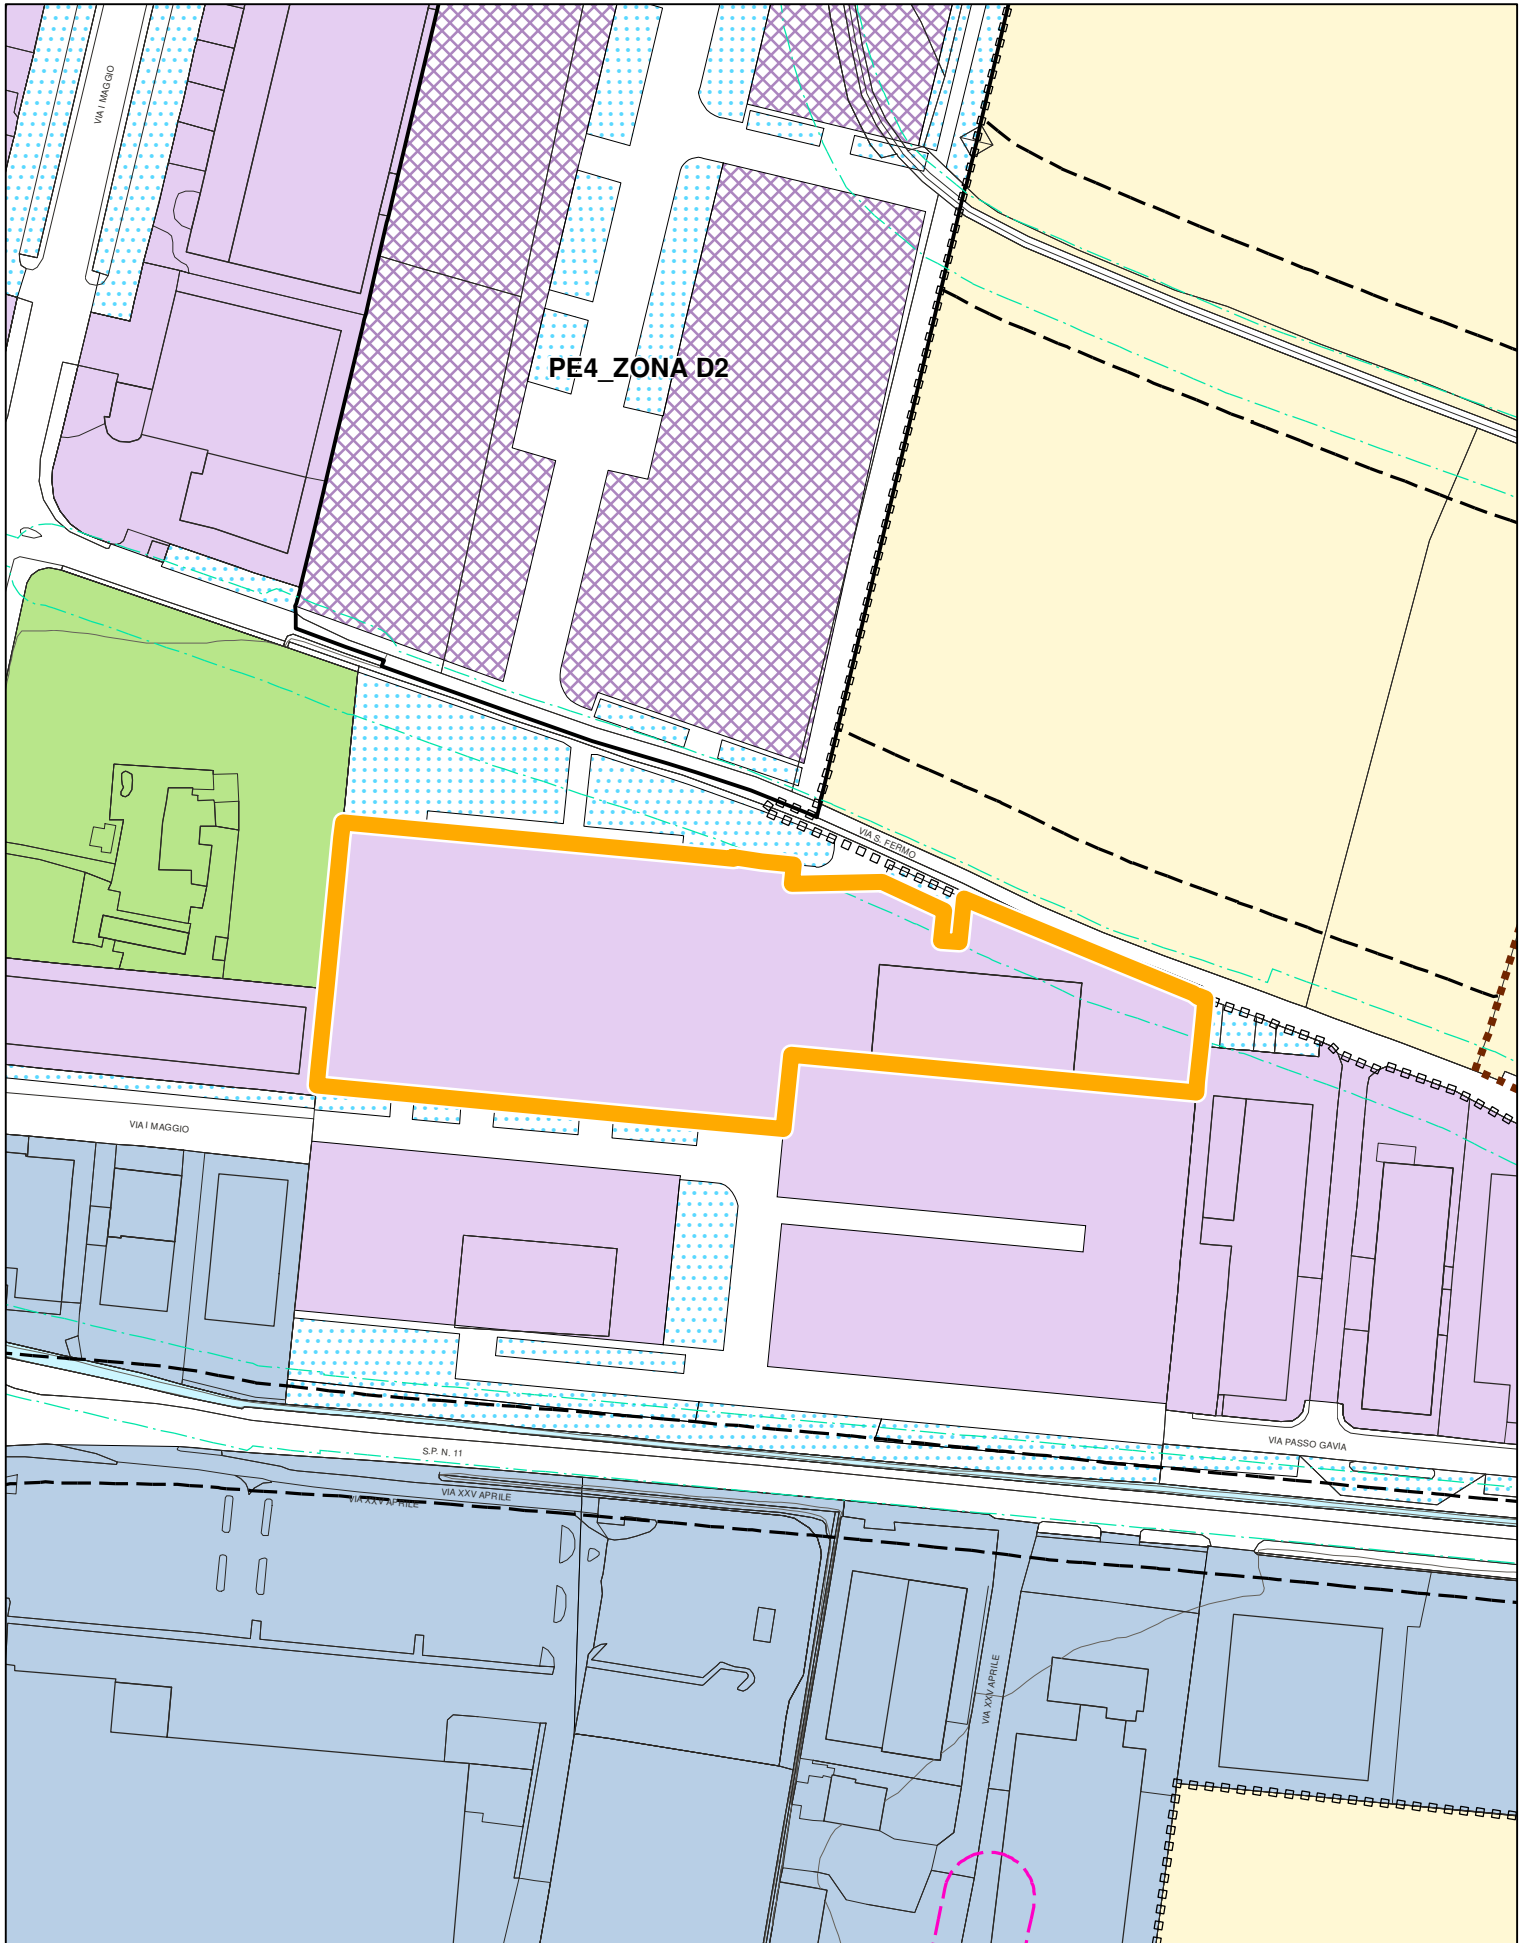 VIA I MAGGIO
PE4_ZONA D2
VIA S. FERMO
VIA I MAGGIO
S.P. N. 11
VIA PASSO GAVIA
VIA XXV APRILE
VIA XXV APRILE
VIA XXV APRILE